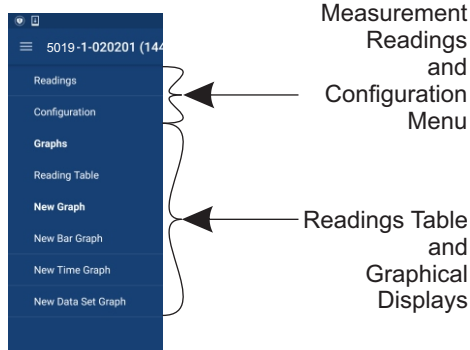 5019-1-020201 (144
Readings
Configuration
Graphs
Reading Table
New Graph
New Bar Graph
New Time Graph
New Data Set Graph
Measurement
Readings
and
Configuration
Menu
Readings Table
and
Graphical
Displays